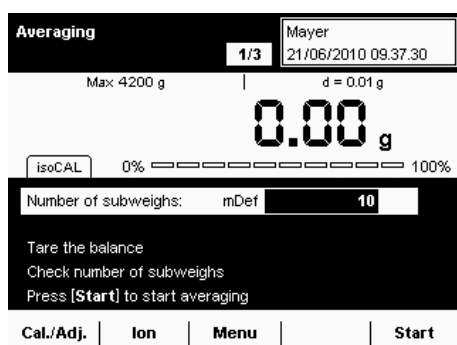 Averaging
1/3
Mayer
21/06/2010 09.37.30
Max 4200 g
d = 0.01 g
0.00 g
isoCAL
0%
100%
Number of subweighs: mDef 10
Tare the balance
Check number of subweighs
Press [Start] to start averaging
Cal./Adj. Ion Menu Start